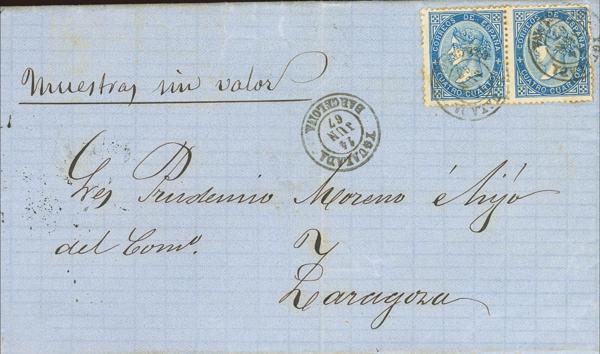 CORREOS DE ESPAÑA CORREOS DE ESPAÑA
CUATRO CUARTOS CUATRO CUARTOS
Muestras sin valor
IGUALADA
14
JUN
67
BARCELONA
Sres Prudencio Moreno é hijo
del Como.
Zaragoza